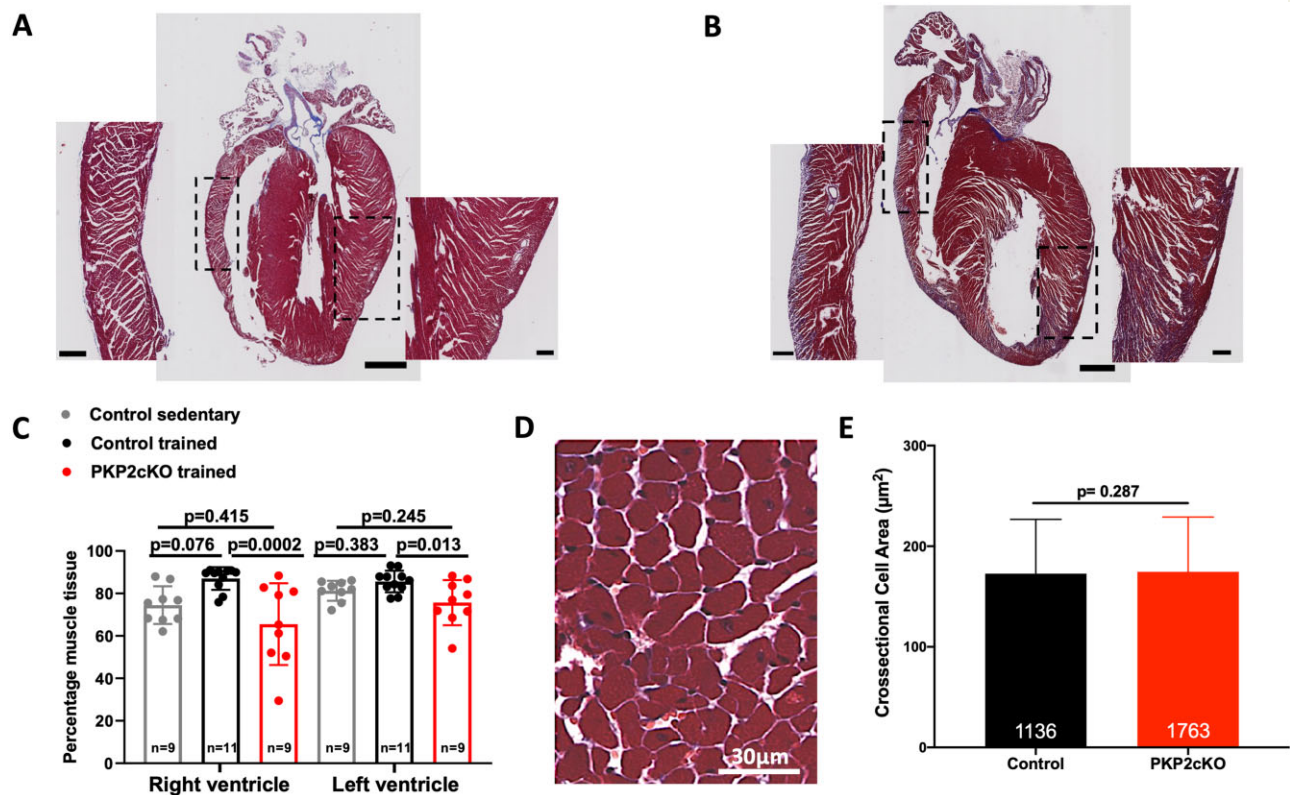 A
B
Control sedentary
Control trained
PKP2cKO trained
C
p=0.415
p=0.245
p=0.076 p=0.0002 p=0.383 p=0.013
Percentage muscle tissue
100
80
60
40
20
0
n=9 n=11 n=9 n=9 n=11 n=9
Right ventricle Left ventricle
D
30μm
E
Crossectional Cell Area (μm²)
300
200
100
0
p= 0.287
1136 1763
Control PKP2cKO